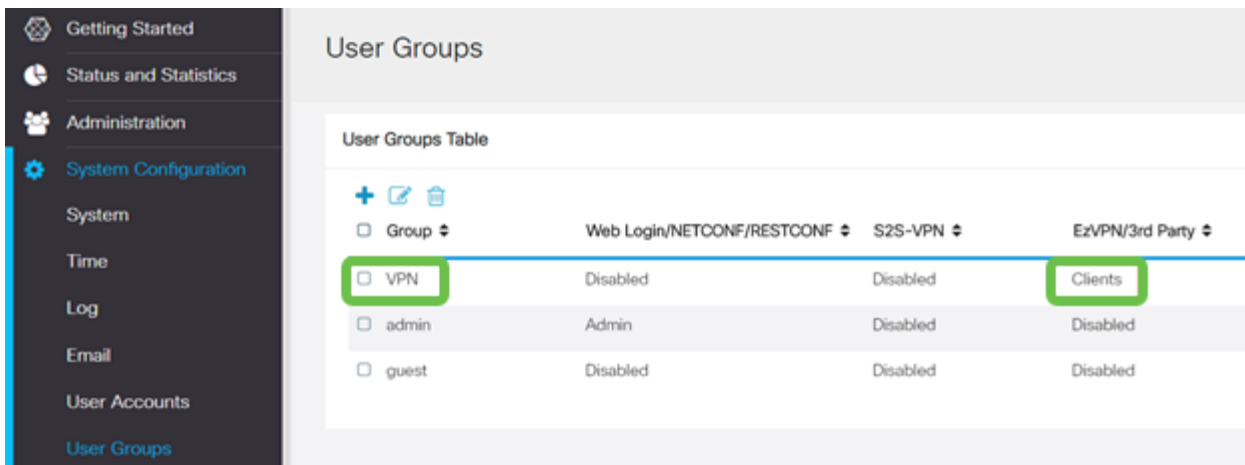 Getting Started
Status and Statistics
Administration
System Configuration
System
Time
Log
Email
User Accounts
User Groups
User Groups
User Groups Table
Group Web Login/NETCONF/RESTCONF S2S-VPN EzVPN/3rd Party
VPN Disabled Disabled Clients
admin Admin Disabled Disabled
guest Disabled Disabled Disabled